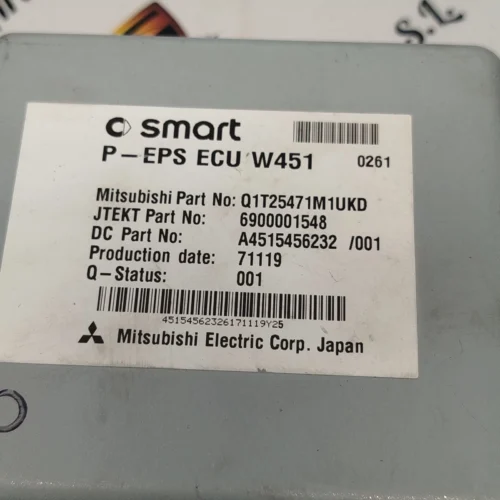 S.L.
smart
P-EPS ECU W451 0261
Mitsubishi Part No: Q1T25471M1UKD
JTEKT Part No: 6900001548
DC Part No: A4515456232 /001
Production date: 71119
Q-Status: 001
45154562326171119Y25
Mitsubishi Electric Corp. Japan